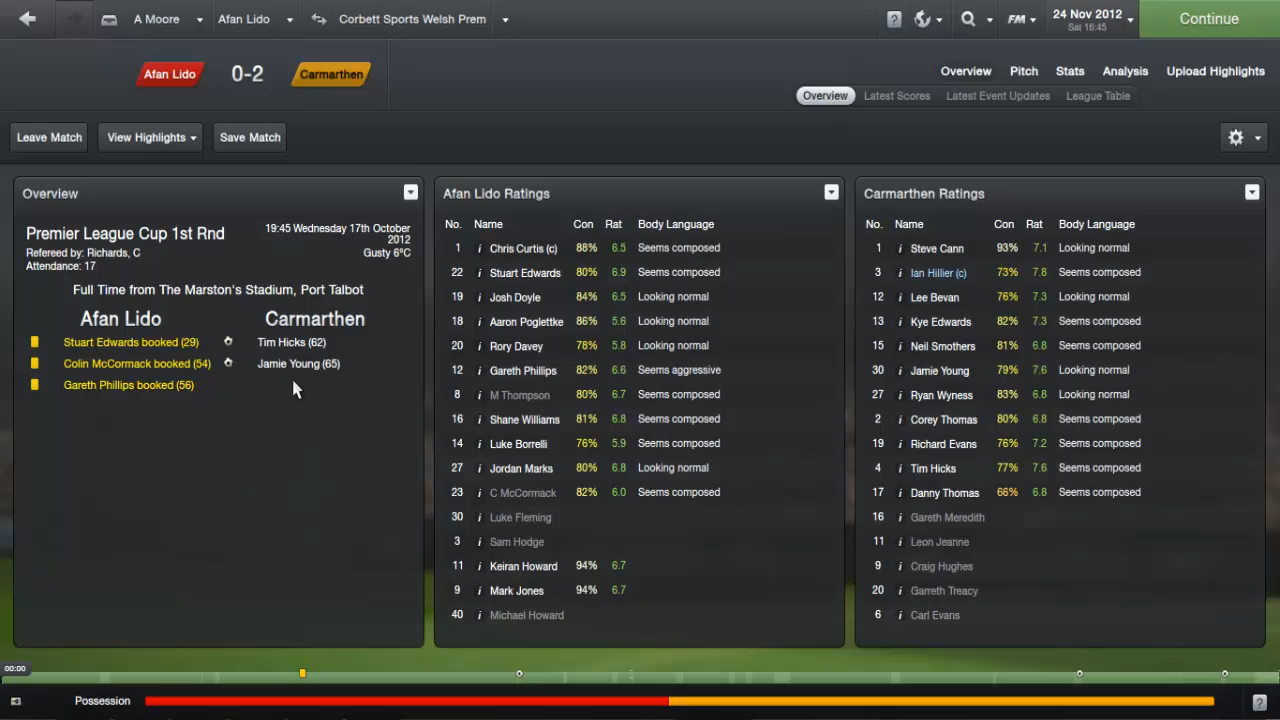 A Moore Afan Lido Corbett Sports Welsh Prem ? FM 24 Nov 2012 Continue
Sat 16:45
Afan Lido 0-2 Carmarthen
Overview Pitch Stats Analysis Upload Highlights
Overview Latest Scores Latest Event Updates League Table
Leave Match View Highlights Save Match
Overview
Premier League Cup 1st Rnd
19:45 Wednesday 17th October
2012
Refereed by: Richards, C
Gusty 6°C
Attendance: 17
Full Time from The Marston's Stadium, Port Talbot
Afan Lido Carmarthen
Stuart Edwards booked (29) Tim Hicks (62)
Colin McCormack booked (54) Jamie Young (65)
Gareth Phillips booked (56)
Afan Lido Ratings
No. Name Con Rat Body Language
1 i Chris Curtis (c) 88% 6.5 Seems composed
22 i Stuart Edwards 80% 6.9 Seems composed
19 i Josh Doyle 84% 6.5 Looking normal
18 i Aaron Poglettke 86% 5.6 Looking normal
20 i Rory Davey 78% 5.8 Looking normal
12 i Gareth Phillips 82% 6.6 Seems aggressive
8 i M Thompson 80% 6.7 Seems composed
16 i Shane Williams 81% 6.8 Seems composed
14 i Luke Borrelli 76% 5.9 Seems composed
27 i Jordan Marks 80% 6.8 Looking normal
23 i C McCormack 82% 6.0 Seems composed
30 i Luke Fleming
3 i Sam Hodge
11 i Keiran Howard 94% 6.7
9 i Mark Jones 94% 6.7
40 i Michael Howard
Carmarthen Ratings
No. Name Con Rat Body Language
1 i Steve Cann 93% 7.1 Looking normal
3 i Ian Hillier (c) 73% 7.8 Seems composed
12 i Lee Bevan 76% 7.3 Looking normal
13 i Kye Edwards 82% 7.3 Seems composed
15 i Neil Smothers 81% 6.8 Seems composed
30 i Jamie Young 79% 7.6 Looking normal
27 i Ryan Wyness 83% 6.8 Looking normal
2 i Corey Thomas 80% 6.8 Seems composed
19 i Richard Evans 76% 7.2 Seems composed
4 i Tim Hicks 77% 7.6 Seems composed
17 i Danny Thomas 66% 6.8 Seems composed
16 i Gareth Meredith
11 i Leon Jeanne
9 i Craig Hughes
20 i Garreth Treacy
6 i Carl Evans
00:00
Possession ?